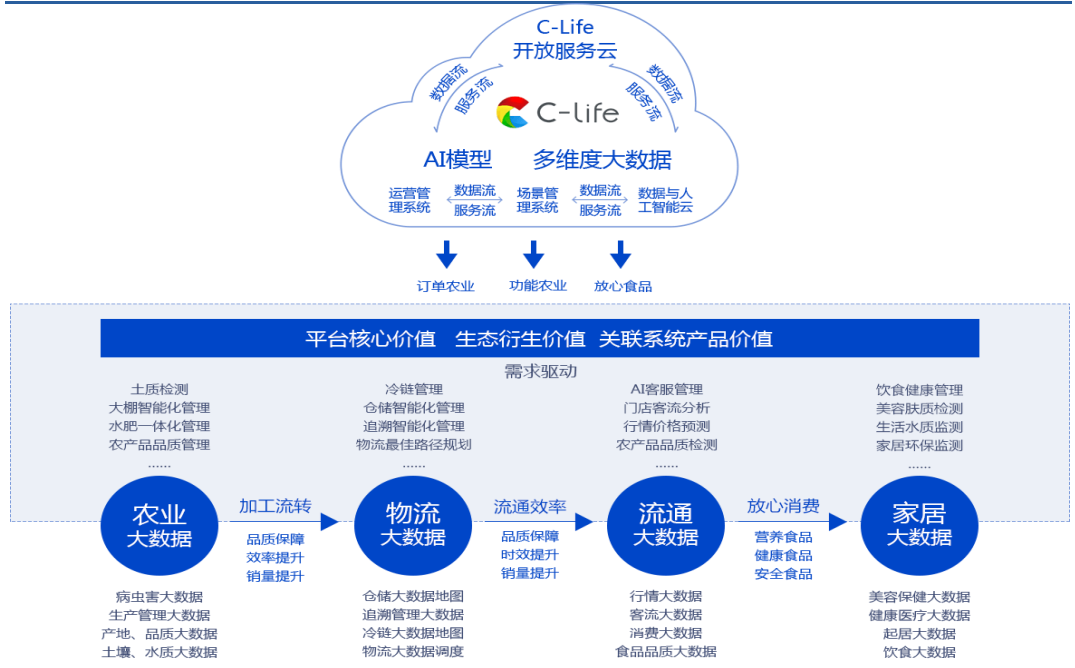 C-Life
开放服务云
数据流
服务流
数据流
服务流
C-Life
AI模型
多维度大数据
运营管
理系统
数据流
服务流
场景管
理系统
数据流
服务流
数据与人
工智能云
订单农业
功能农业
放心食品
平台核心价值 生态衍生价值 关联系统产品价值
需求驱动
土质检测
大棚智能化管理
水肥一体化管理
农产品品质管理
......
冷链管理
仓储智能化管理
追溯智能化管理
物流最佳路径规划
......
AI客服管理
门店客流分析
行情价格预测
农产品品质检测
......
饮食健康管理
美容肤质检测
生活水质监测
家居环保监测
......
农业
大数据
加工流转
品质保障
效率提升
销量提升
物流
大数据
流通效率
品质保障
时效提升
销量提升
流通
大数据
放心消费
营养食品
健康食品
安全食品
家居
大数据
病虫害大数据
生产管理大数据
产地、品质大数据
土壤、水质大数据
仓储大数据地图
追溯管理大数据
冷链大数据地图
物流大数据调度
行情大数据
客流大数据
消费大数据
食品品质大数据
美容保健大数据
健康医疗大数据
起居大数据
饮食大数据